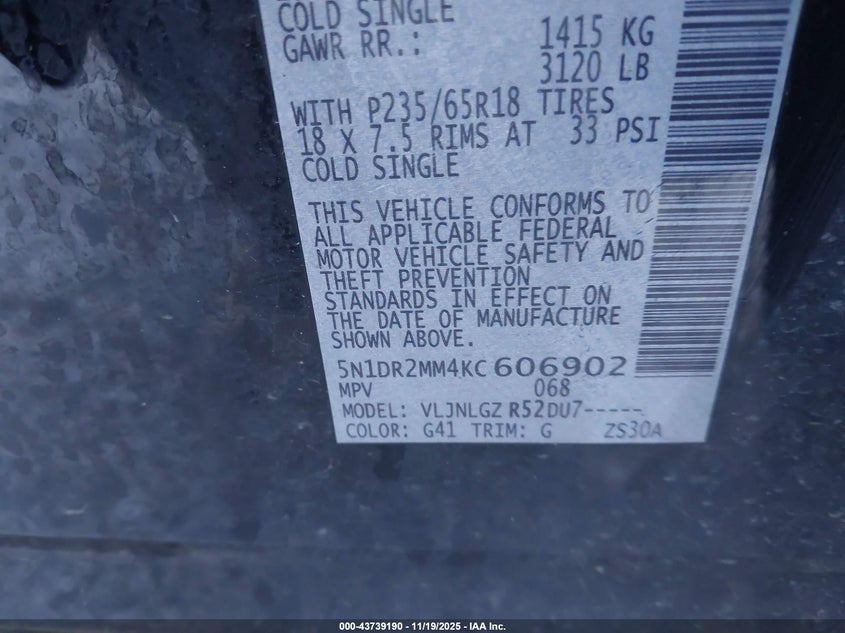 COLD SINGLE
GAWR RR.: 1415 KG
3120 LB
WITH P235/65R18 TIRES
18 X 7.5 RIMS AT 33 PSI
COLD SINGLE
THIS VEHICLE CONFORMS TO
ALL APPLICABLE FEDERAL
MOTOR VEHICLE SAFETY AND
THEFT PREVENTION
STANDARDS IN EFFECT ON
THE DATE OF MANUFACTURE
SHOWN ABOVE.
5N1DR2MM4KC 606902
MPV 068
MODEL: VLJNLGZ R52DU7-----
COLOR: G41 TRIM: G ZS30A
000-43739190 - 11/19/2025 - IAA Inc.